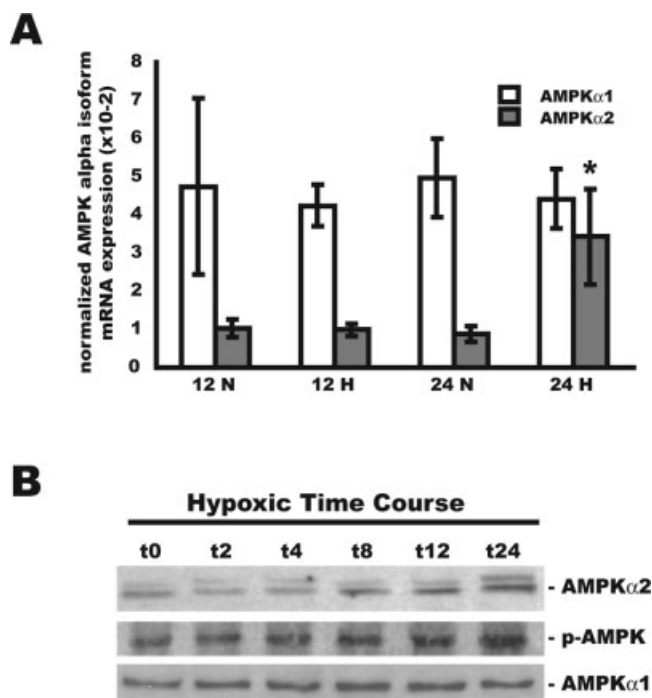 A
normalized AMPK alpha isoform
mRNA expression (x10-2)
8
7
6
5
4
3
2
1
0
AMPKα1
AMPKα2
*
12 N 12 H 24 N 24 H
B
Hypoxic Time Course
t0 t2 t4 t8 t12 t24
- AMPKα2
- p-AMPK
- AMPKα1